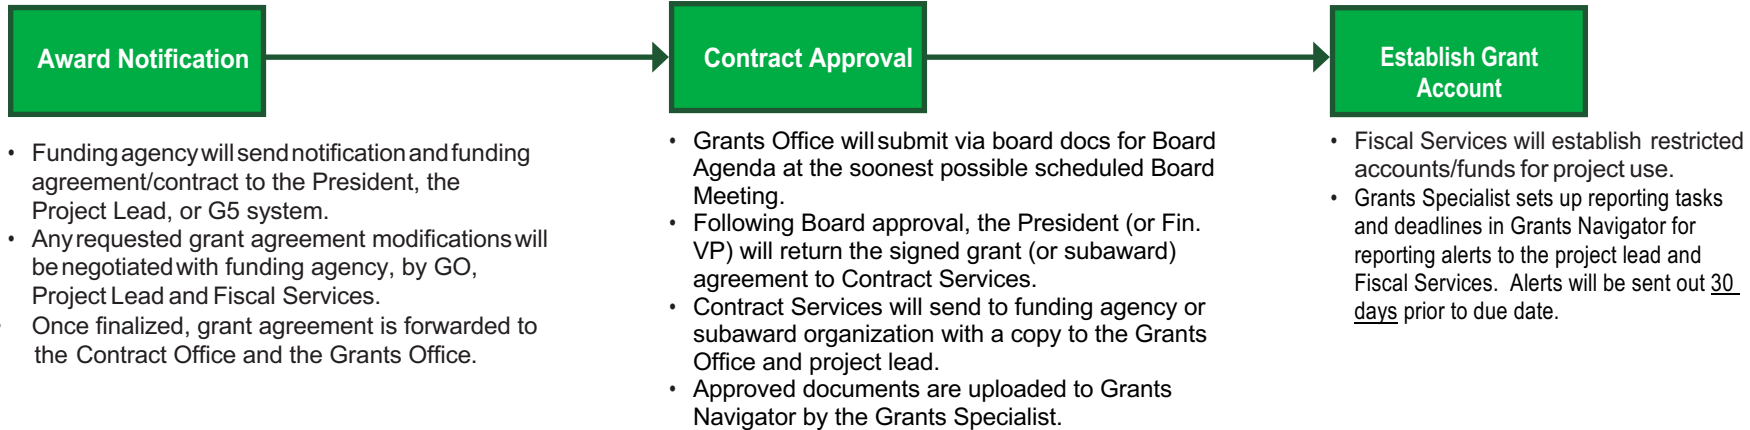 Award Notification
• Funding agency will send notification and funding
agreement/contract to the President, the
Project Lead, or G5 system.
• Any requested grant agreement modifications will
be negotiated with funding agency, by GO,
Project Lead and Fiscal Services.
• Once finalized, grant agreement is forwarded to
the Contract Office and the Grants Office.
Contract Approval
• Grants Office will submit via board docs for Board
Agenda at the soonest possible scheduled Board
Meeting.
• Following Board approval, the President (or Fin.
VP) will return the signed grant (or subaward)
agreement to Contract Services.
• Contract Services will send to funding agency or
subaward organization with a copy to the Grants
Office and project lead.
• Approved documents are uploaded to Grants
Navigator by the Grants Specialist.
Establish Grant
Account
• Fiscal Services will establish restricted
accounts/funds for project use.
• Grants Specialist sets up reporting tasks
and deadlines in Grants Navigator for
reporting alerts to the project lead and
Fiscal Services. Alerts will be sent out 30
days prior to due date.